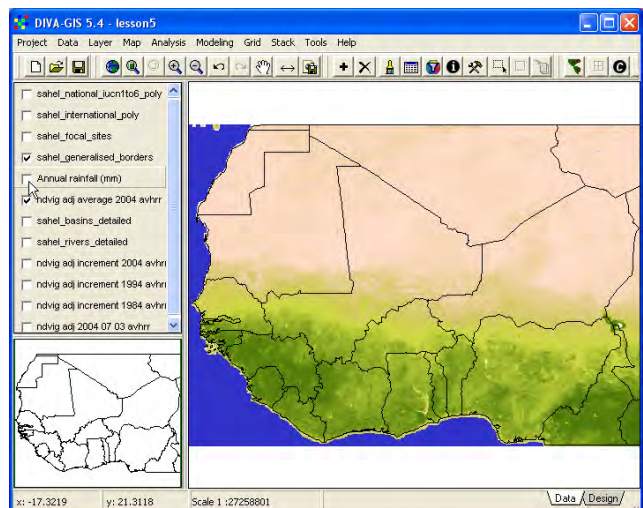 DIVA-GIS 5.4 - lesson5
Project Data Layer Map Analysis Modeling Grid Stack Tools Help
sahel_national_iucn1to6_poly
sahel_international_poly
sahel_focal_sites
sahel_generalised_borders
Annual rainfall (mm)
ndvig adj average 2004 avhrr
sahel_basins_detailed
sahel_rivers_detailed
ndvig adj increment 2004 avhrr
ndvig adj increment 1994 avhrr
ndvig adj increment 1984 avhrr
ndvig adj 2004 07 03 avhrr
x: -17.3219 y: 21.3118 Scale 1 :27258801 Data Design